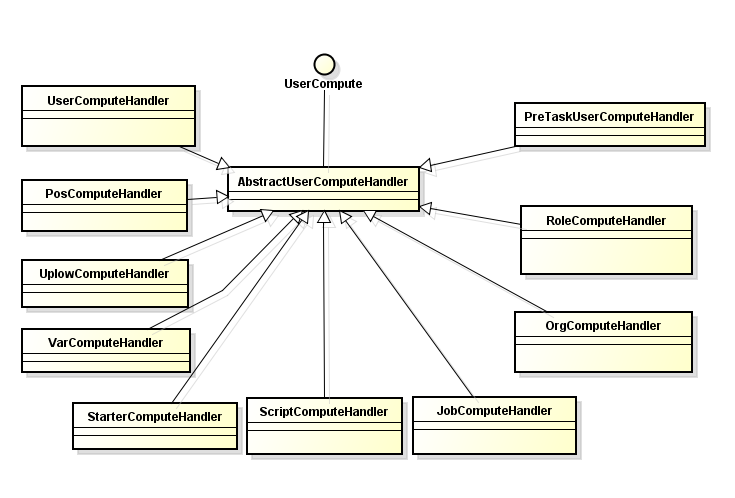 UserCompute
UserComputeHandler
PreTaskUserComputeHandler
AbstractUserComputeHandler
PosComputeHandler
RoleComputeHandler
UplowComputeHandler
OrgComputeHandler
VarComputeHandler
StarterComputeHandler
ScriptComputeHandler
JobComputeHandler